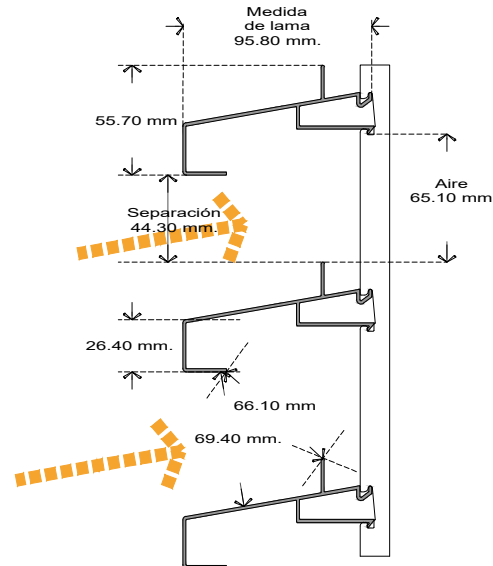 Medida
de lama
95.80 mm.
55.70 mm
Aire
65.10 mm.
Separación
44.30 mm.
26.40 mm.
66.10 mm
69.40 mm.